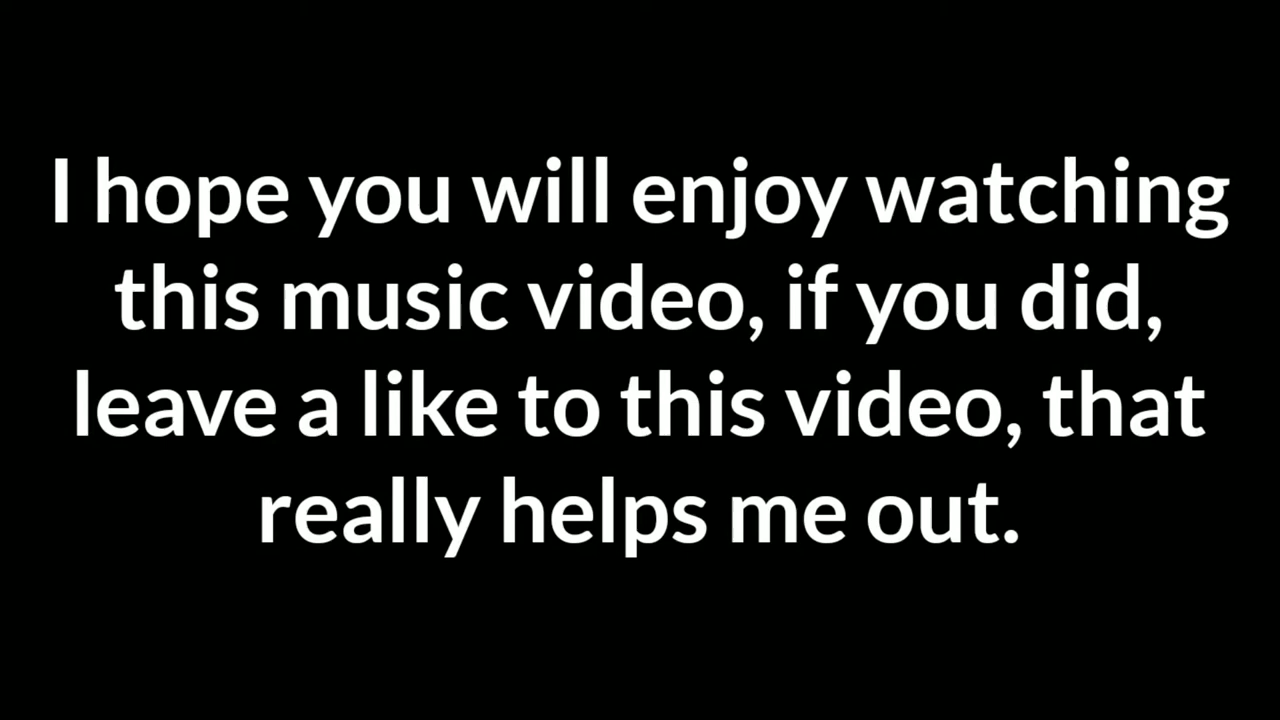 I hope you will enjoy watching
this music video, if you did,
leave a like to this video, that
really helps me out.